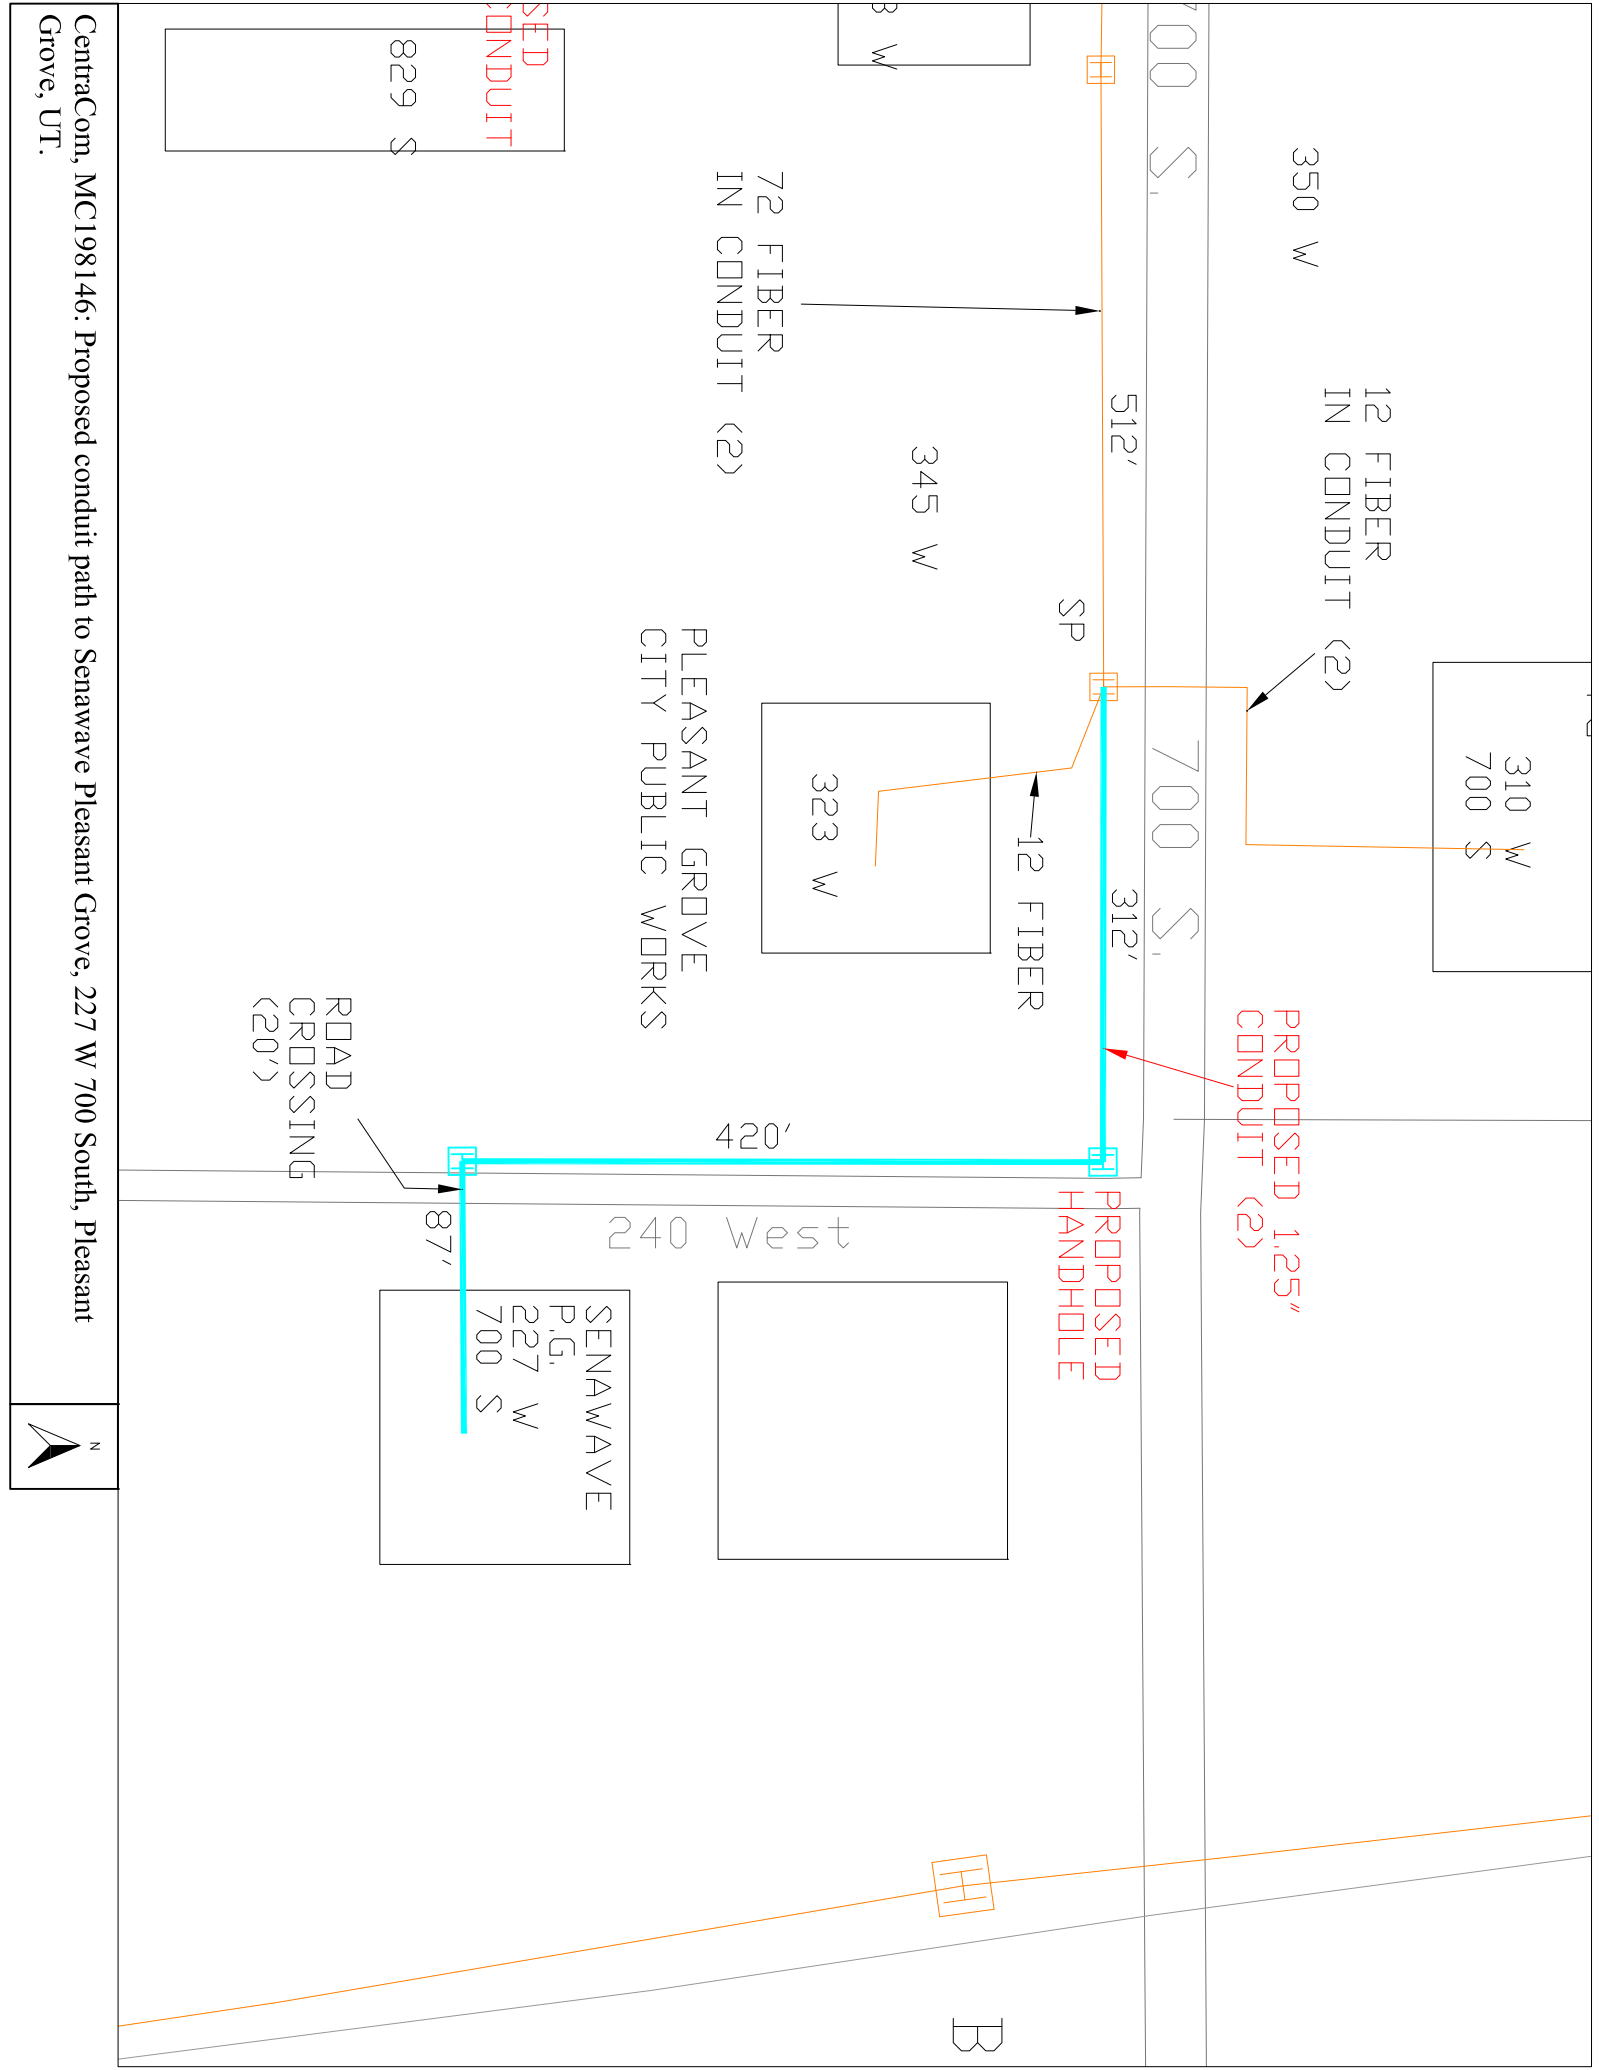 350 W
12 FIBER
IN CONDUIT (2)
310 W
700 S
700 S.
700 S.
512'
312'
PROPOSED 1.25"
CONDUIT (2)
PROPOSED
HANDHOLE
SP
12 FIBER
345 W
323 W
72 FIBER
IN CONDUIT (2)
PLEASANT GROVE
CITY PUBLIC WORKS
420'
240 West
SENAWAVE
P.G.
227 W
700 S
87'
ROAD
CROSSING
(20')
SED
CONDUIT
829 S
W
H
H
H
H
H
B
CentraCom, MC198146: Proposed conduit path to Senawave Pleasant Grove, 227 W 700 South, Pleasant
Grove, UT.
N